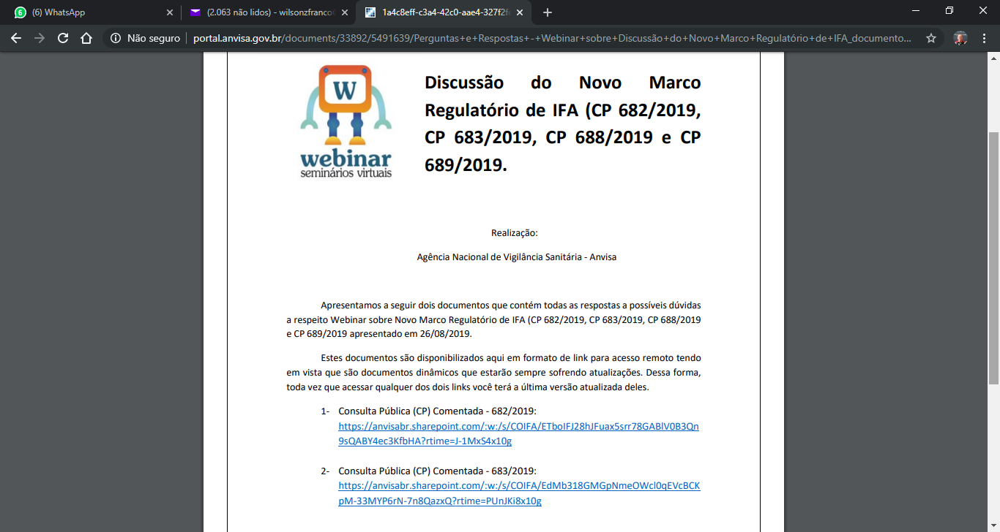 6
(6) WhatsApp
(2.063 não lidos) - wilsonzfranco
1a4c8eff-c3a4-42c0-aae4-327f2f
Não seguro
portal.anvisa.gov.br/documents/33892/5491639/Perguntas+e+Respostas+-+Webinar+sobre+Discussão+do+Novo+Marco+Regulatório+de+IFA_documento...
W
webinar
seminários virtuais
Discussão do Novo Marco
Regulatório de IFA (CP 682/2019,
CP 683/2019, CP 688/2019 e CP
689/2019.
Realização:
Agência Nacional de Vigilância Sanitária - Anvisa
Apresentamos a seguir dois documentos que contém todas as respostas a possíveis dúvidas
a respeito Webinar sobre Novo Marco Regulatório de IFA (CP 682/2019, CP 683/2019, CP 688/2019
e CP 689/2019 apresentado em 26/08/2019.
Estes documentos são disponibilizados aqui em formato de link para acesso remoto tendo
em vista que são documentos dinâmicos que estarão sempre sofrendo atualizações. Dessa forma,
toda vez que acessar qualquer dos dois links você terá a última versão atualizada deles.
1- Consulta Pública (CP) Comentada - 682/2019:
https://anvisabr.sharepoint.com/:w:/s/COIFA/ETboIFJ28hJFuax5srr78GABlV0B3Qn
9sQABY4ec3KfbHA?rtime=J-1MxS4x10g
2- Consulta Pública (CP) Comentada - 683/2019:
https://anvisabr.sharepoint.com/:w:/s/COIFA/EdMb318GMGpNmeOWcl0qEVcBCK
pM-33MYP6rN-7n8QazxQ?rtime=PUnJKi8x10g